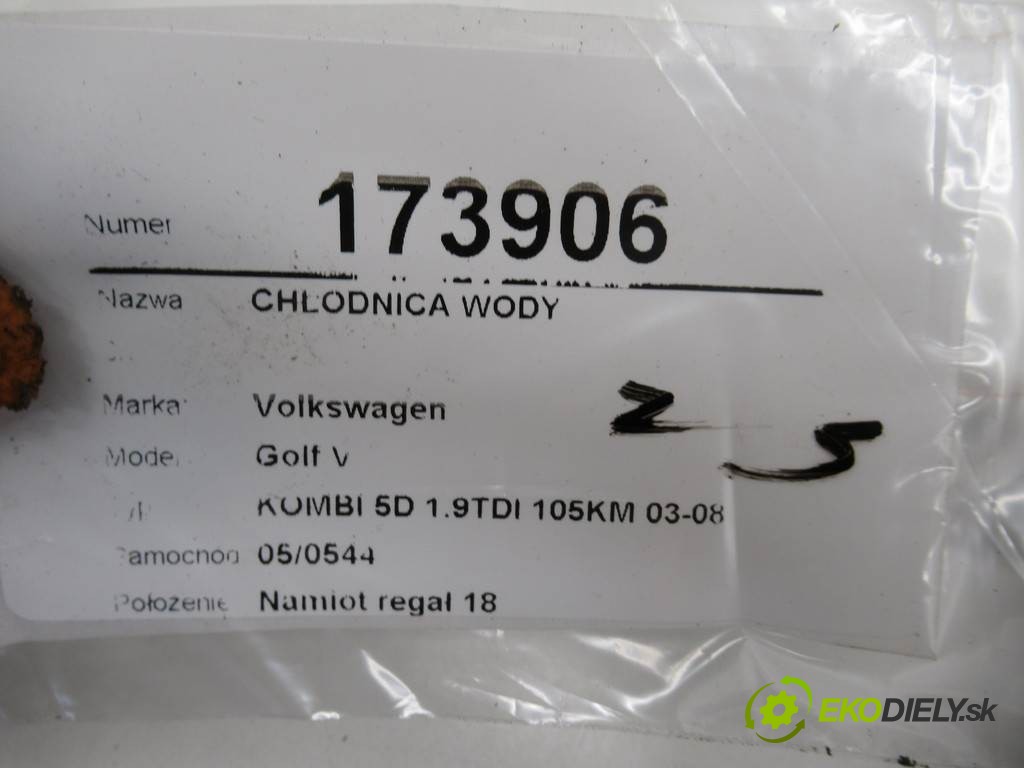 Numer 173906
Nazwa CHŁODNICA WODY
Marka: Volkswagen
Model Golf V
KOMBI 5D 1.9TDI 105KM 03-08
Samochód 05/0544
Położenie Namiot regał 18
EKODIELY.sk